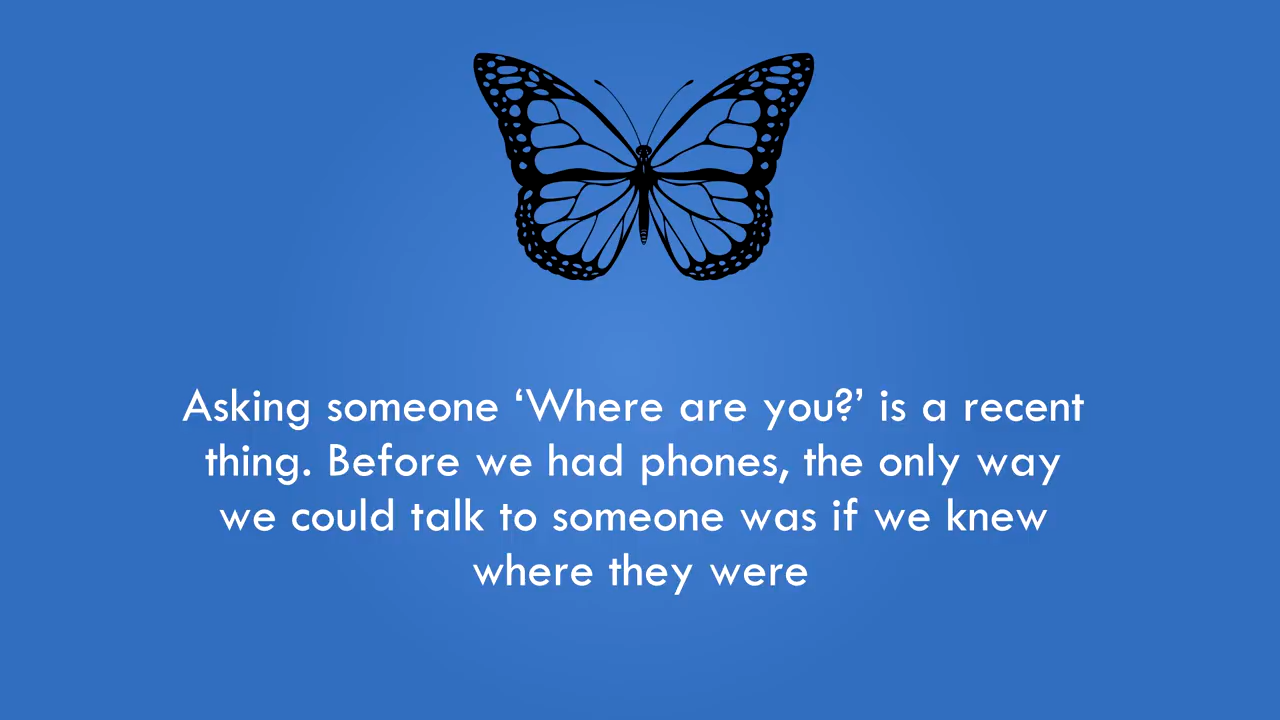 Asking someone ‘Where are you?’ is a recent
thing. Before we had phones, the only way
we could talk to someone was if we knew
where they were